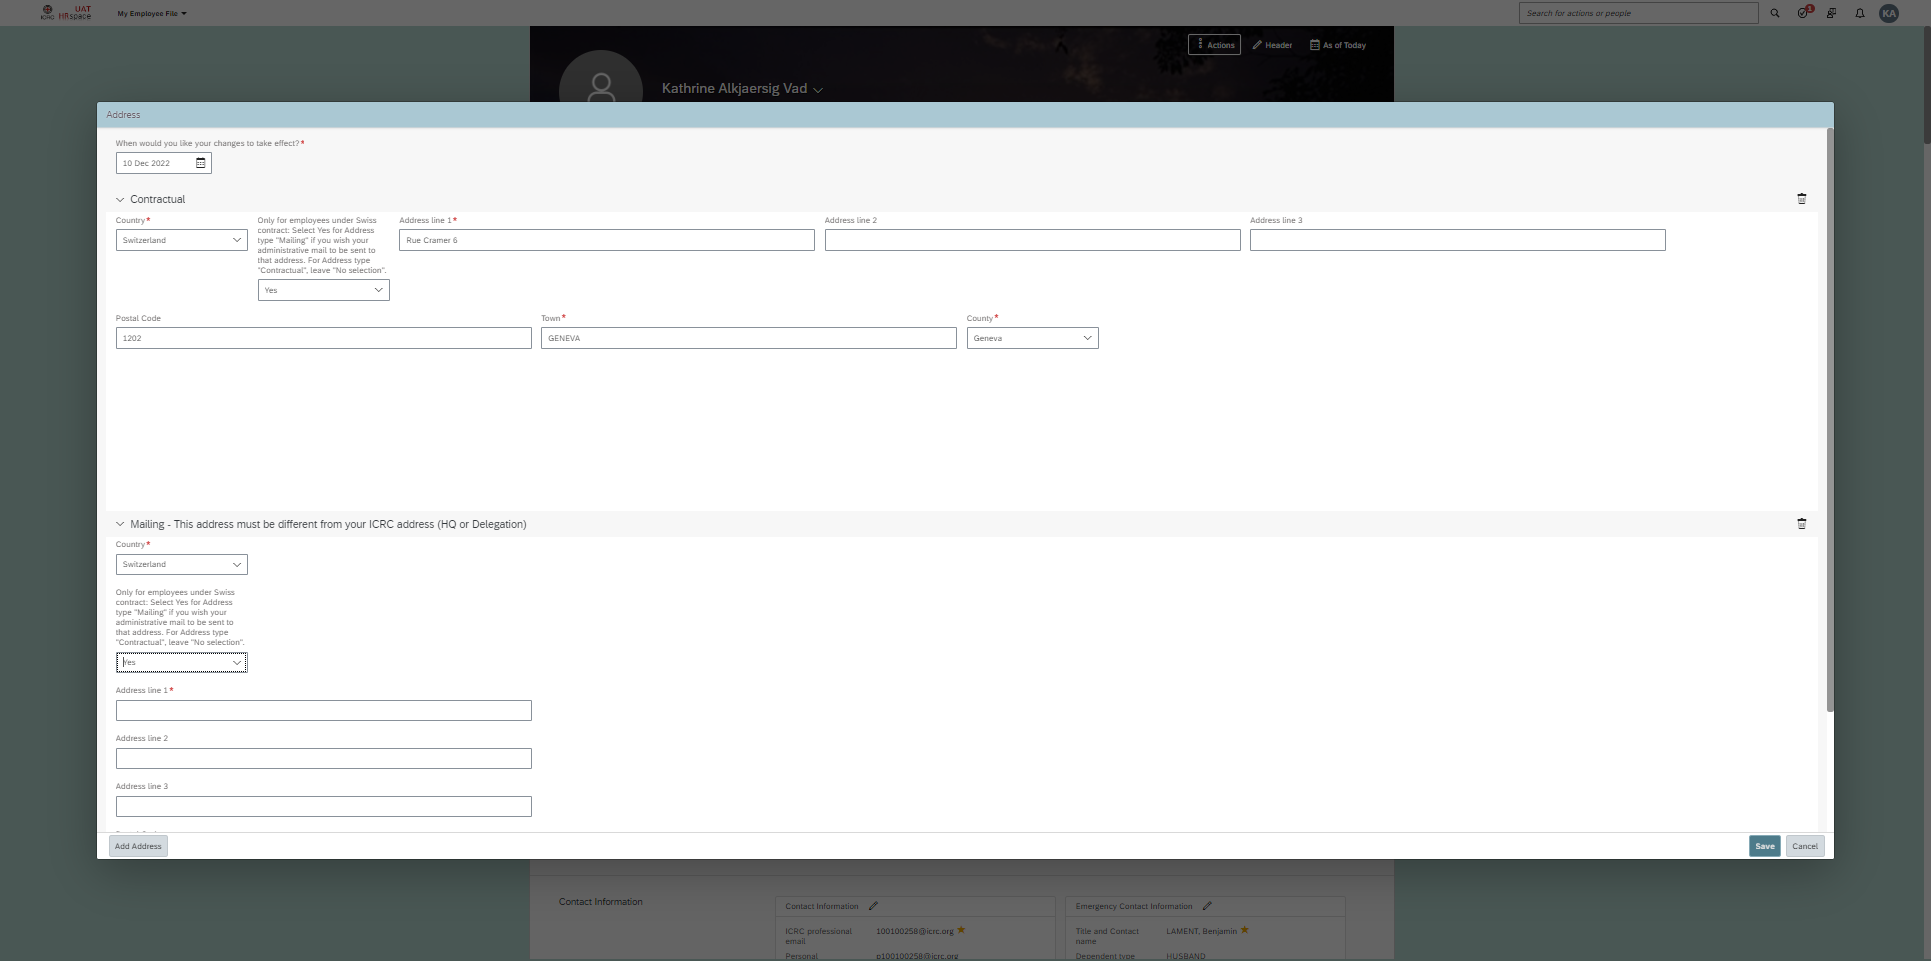 ICRC
UAT
HRspace
My Employee File
Search for actions or people
1
KA
Actions
Header
As of Today
Kathrine Alkjaersig Vad
Address
When would you like your changes to take effect?*
10 Dec 2022
Contractual
Country*
Switzerland
Only for employees under Swiss
contract: Select Yes for Address
type "Mailing" if you wish your
administrative mail to be sent to
that address. For Address type
"Contractual", leave "No selection".
Yes
Address line 1*
Rue Cramer 6
Address line 2
Address line 3
Postal Code
1202
Town*
GENEVA
County*
Geneva
Mailing - This address must be different from your ICRC address (HQ or Delegation)
Country*
Switzerland
Only for employees under Swiss
contract: Select Yes for Address
type "Mailing" if you wish your
administrative mail to be sent to
that address. For Address type
"Contractual", leave "No selection".
Yes
Address line 1*
Address line 2
Address line 3
Add Address
Save
Cancel
Contact Information
Contact Information
ICRC professional
email
100100258@icrc.org
Personal
p100100258@icrc.org
Emergency Contact Information
Title and Contact
name
LAMENT, Benjamin
Dependent type
HUSBAND